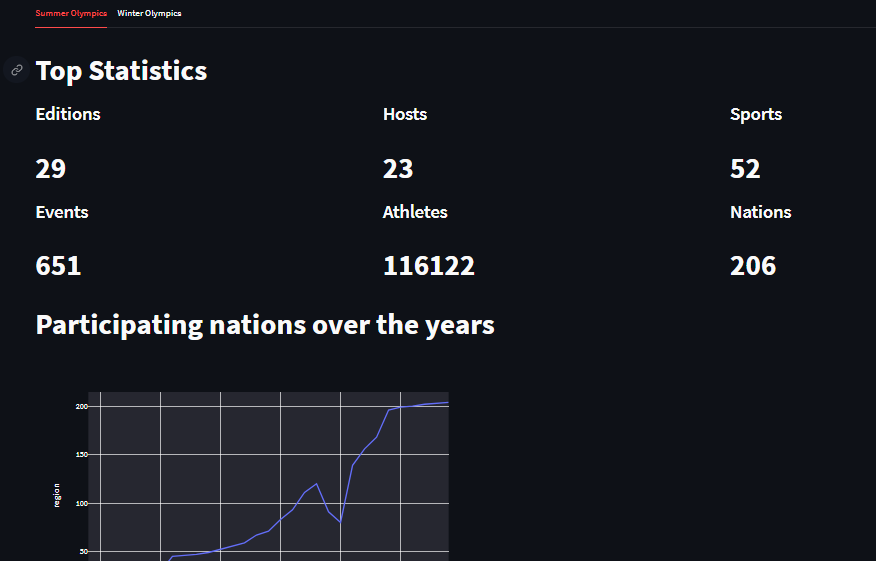 Summer Olympics Winter Olympics
Top Statistics
Editions Hosts Sports
29 23 52
Events Athletes Nations
651 116122 206
Participating nations over the years
200
150
100
50
region